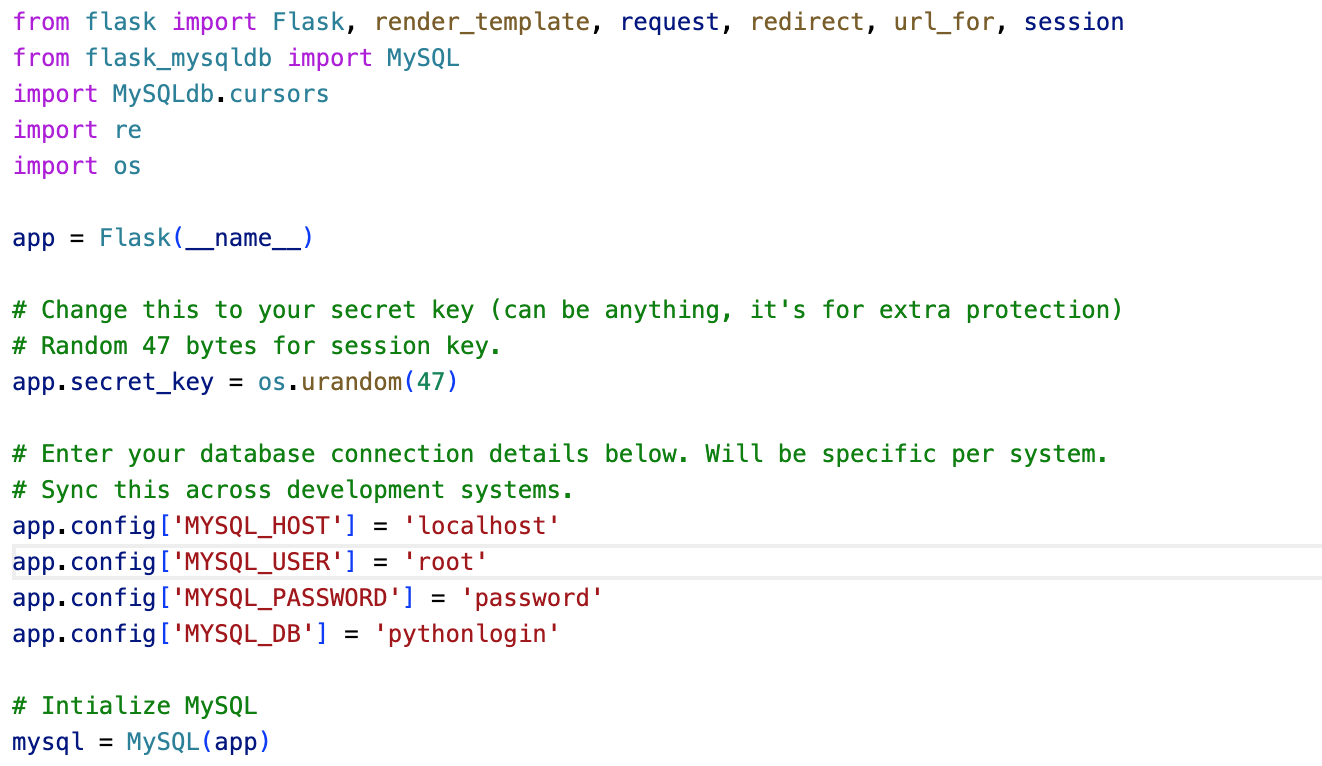 from flask import Flask, render_template, request, redirect, url_for, session
from flask_mysqldb import MySQL
import MySQLdb.cursors
import re
import os
app = Flask(__name__)
# Change this to your secret key (can be anything, it's for extra protection)
# Random 47 bytes for session key.
app.secret_key = os.urandom(47)
# Enter your database connection details below. Will be specific per system.
# Sync this across development systems.
app.config['MYSQL_HOST'] = 'localhost'
app.config['MYSQL_USER'] = 'root'
app.config['MYSQL_PASSWORD'] = 'password'
app.config['MYSQL_DB'] = 'pythonlogin'
# Intialize MySQL
mysql = MySQL(app)